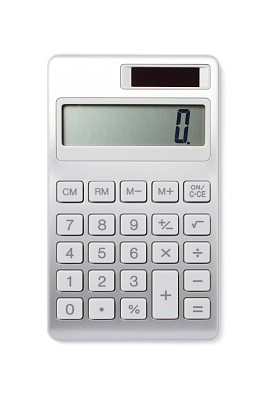 0.
CM RM M− M+ ON/C·CE
7 8 9 +/− √
4 5 6 × ÷
1 2 3 + −
0 • % =